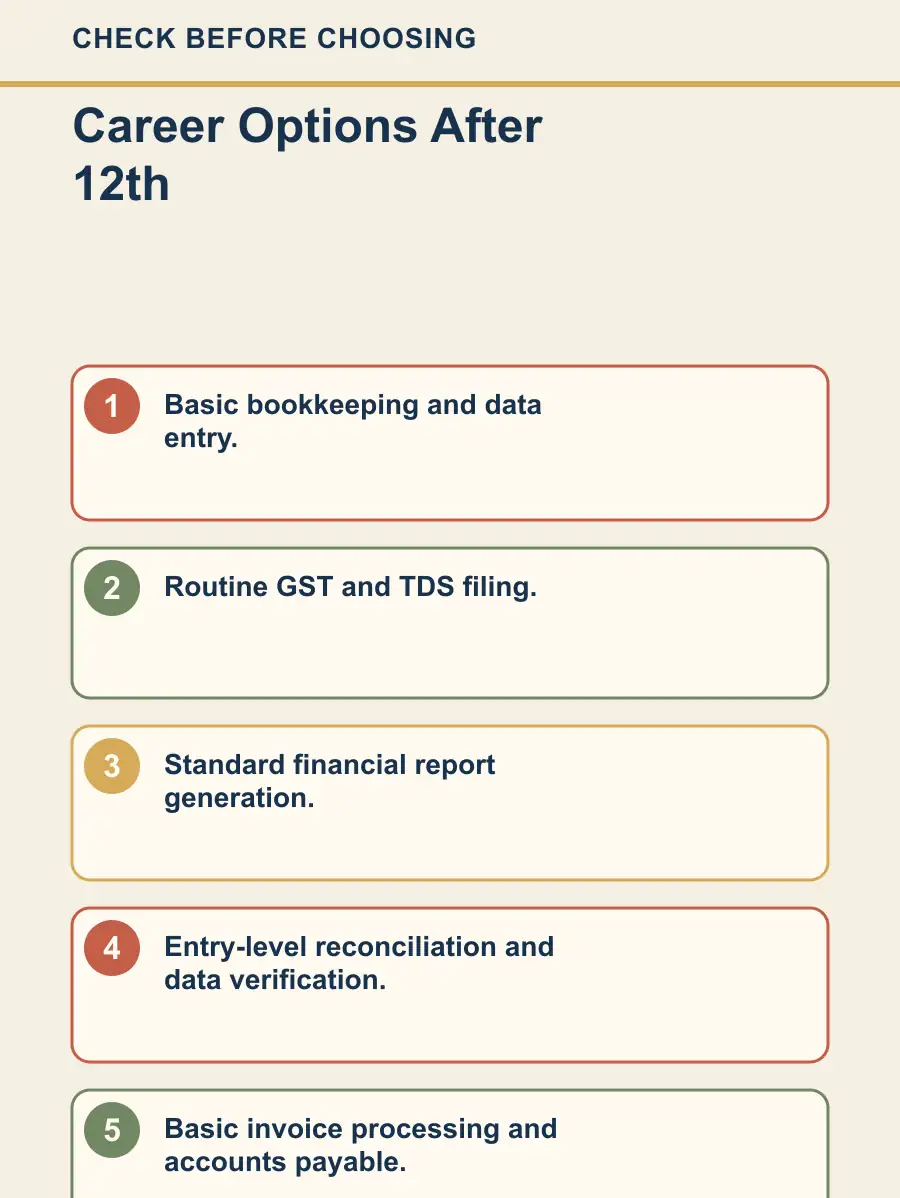 CHECK BEFORE CHOOSING
Career Options After
12th
1
Basic bookkeeping and data
entry.
2
Routine GST and TDS filing.
3
Standard financial report
generation.
4
Entry-level reconciliation and
data verification.
5
Basic invoice processing and
accounts payable.